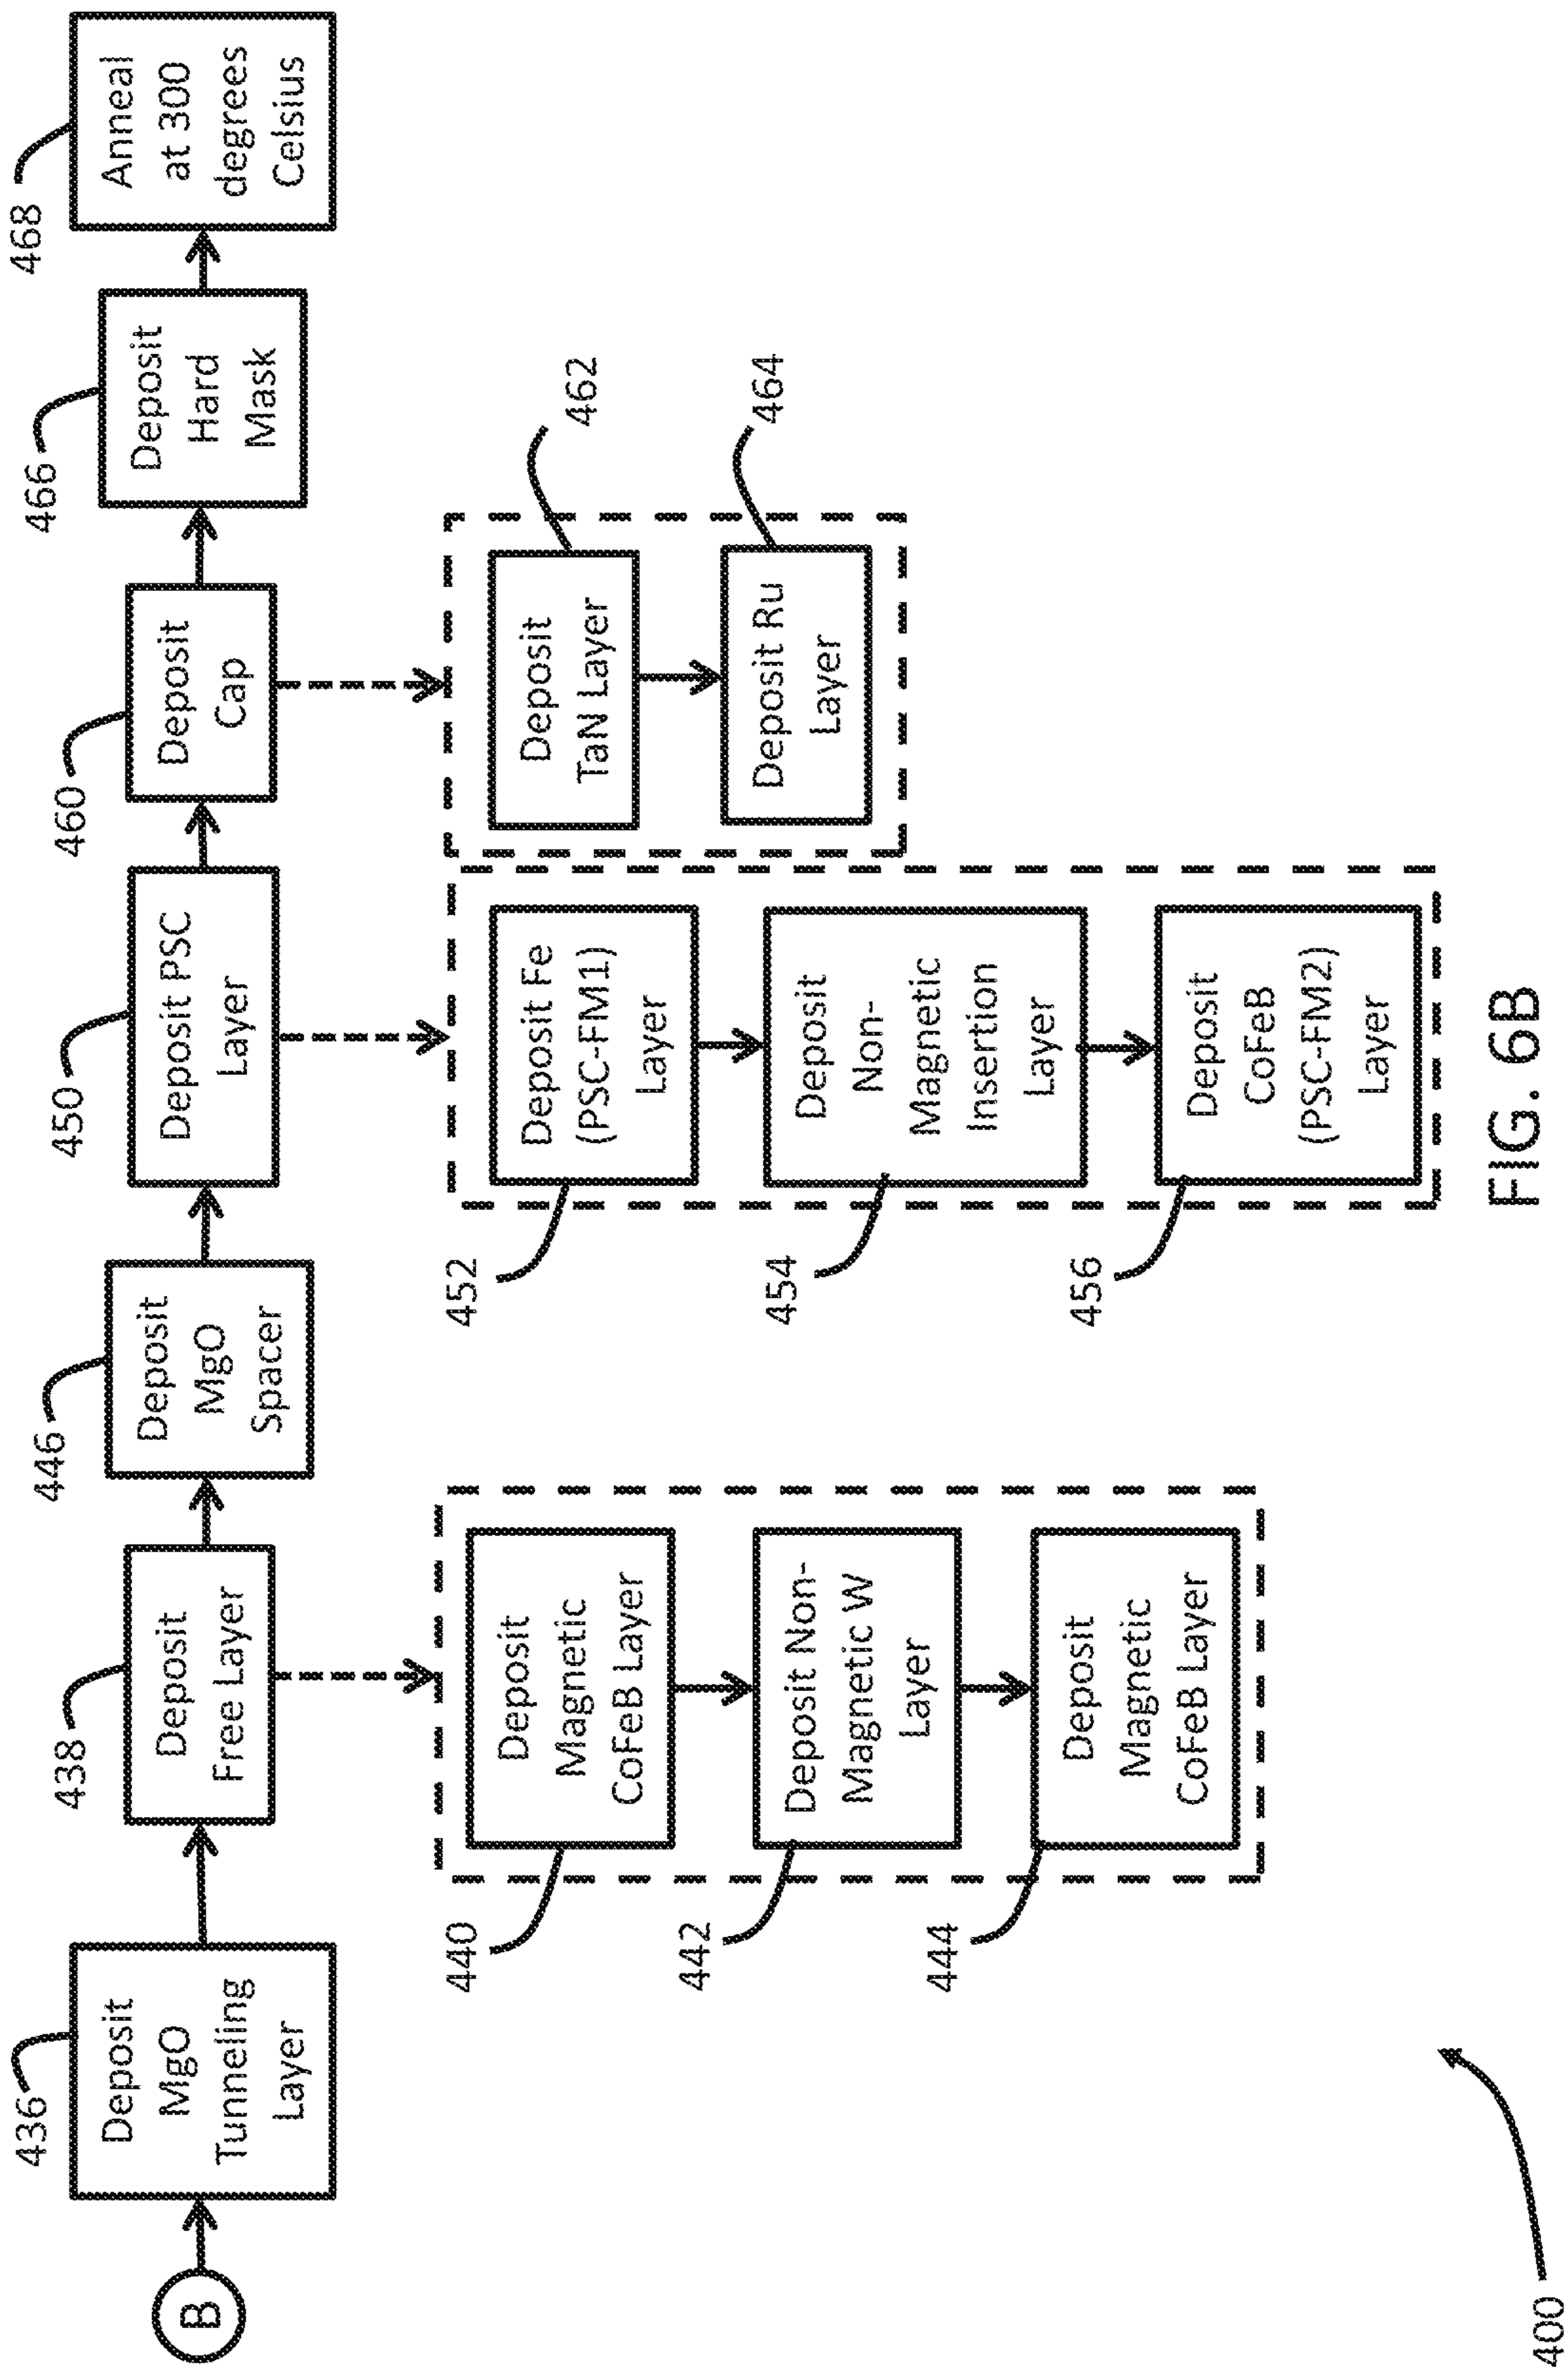 B
436
Deposit
MgO
Tunneling
Layer
438
Deposit
Free Layer
440
Deposit
Magnetic
CoFeB Layer
442
Deposit Non-
Magnetic W
Layer
444
Deposit
Magnetic
CoFeB Layer
446
Deposit
MgO
Spacer
450
Deposit PSC
Layer
452
Deposit Fe
(PSC-FM1)
Layer
454
Deposit
Non-
Magnetic
Insertion
Layer
456
Deposit
CoFeB
(PSC-FM2)
Layer
460
Deposit
Cap
462
Deposit
TaN Layer
464
Deposit Ru
Layer
466
Deposit
Hard
Mask
468
Anneal
at 300
degrees
Celsius
400
FIG. 6B